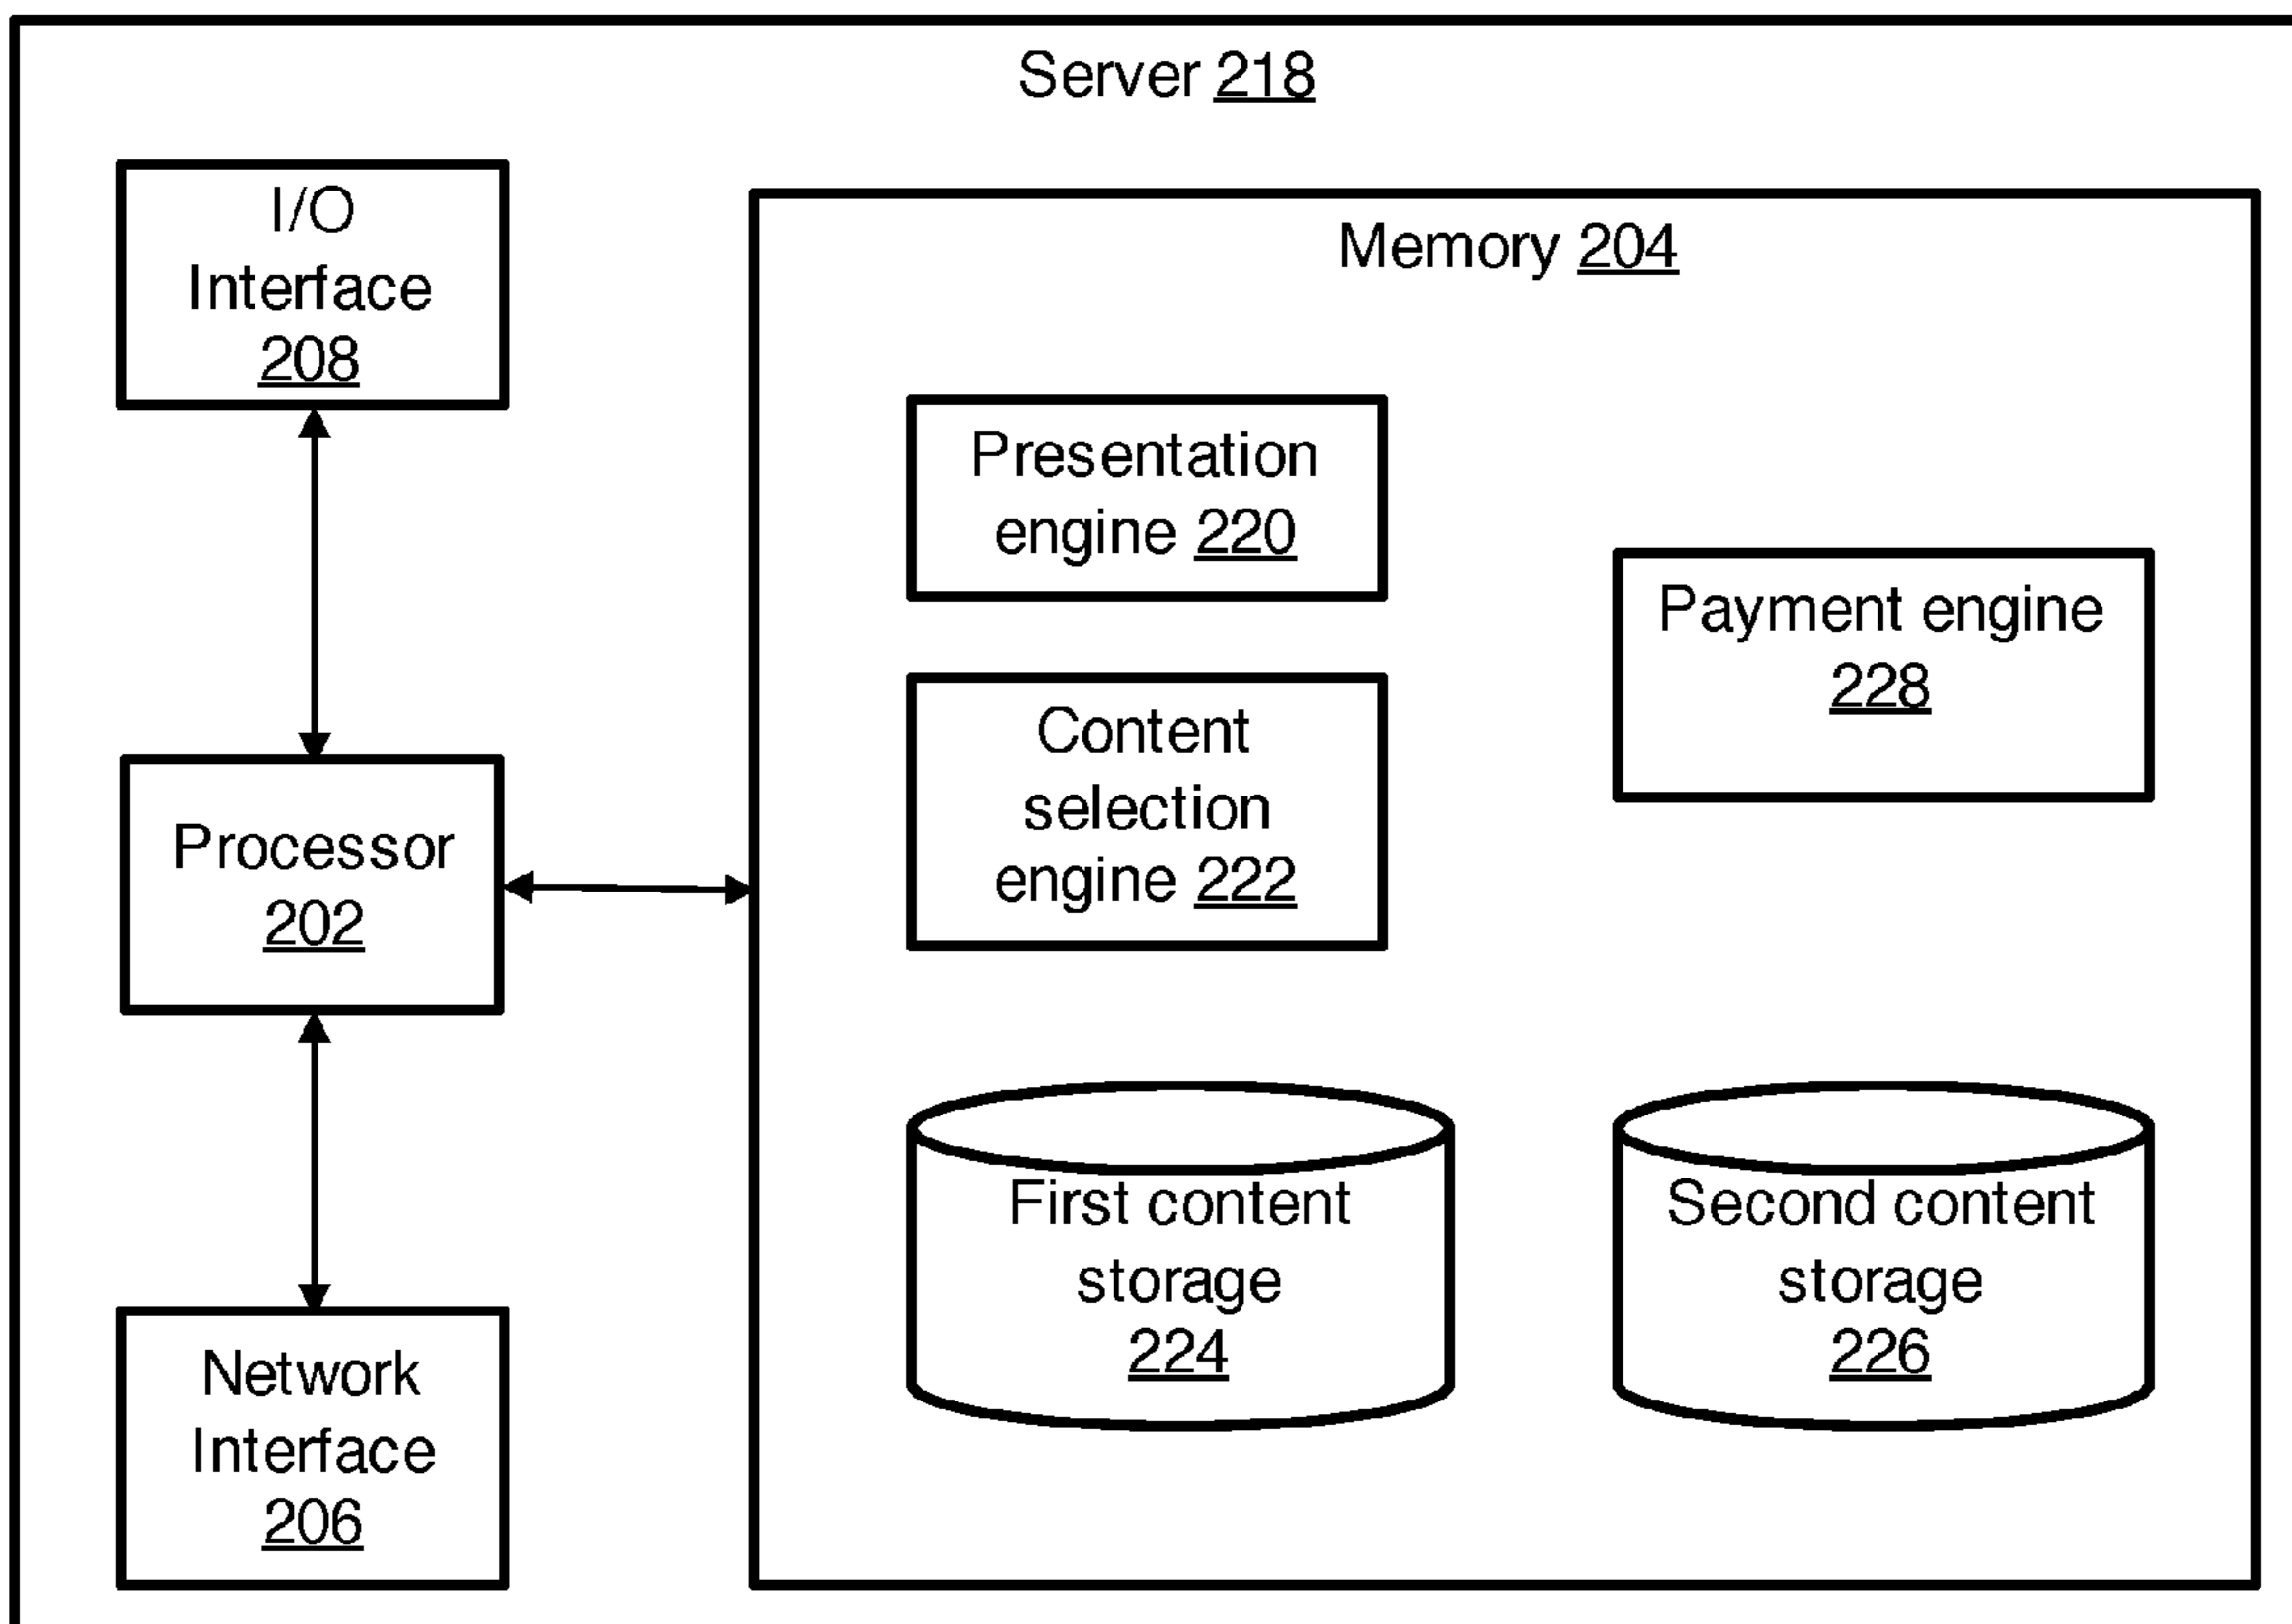 Server 218
I/O
Interface
208
Memory 204
Presentation
engine 220
Payment engine
228
Content
selection
engine 222
Processor
202
First content
storage
224
Second content
storage
226
Network
Interface
206